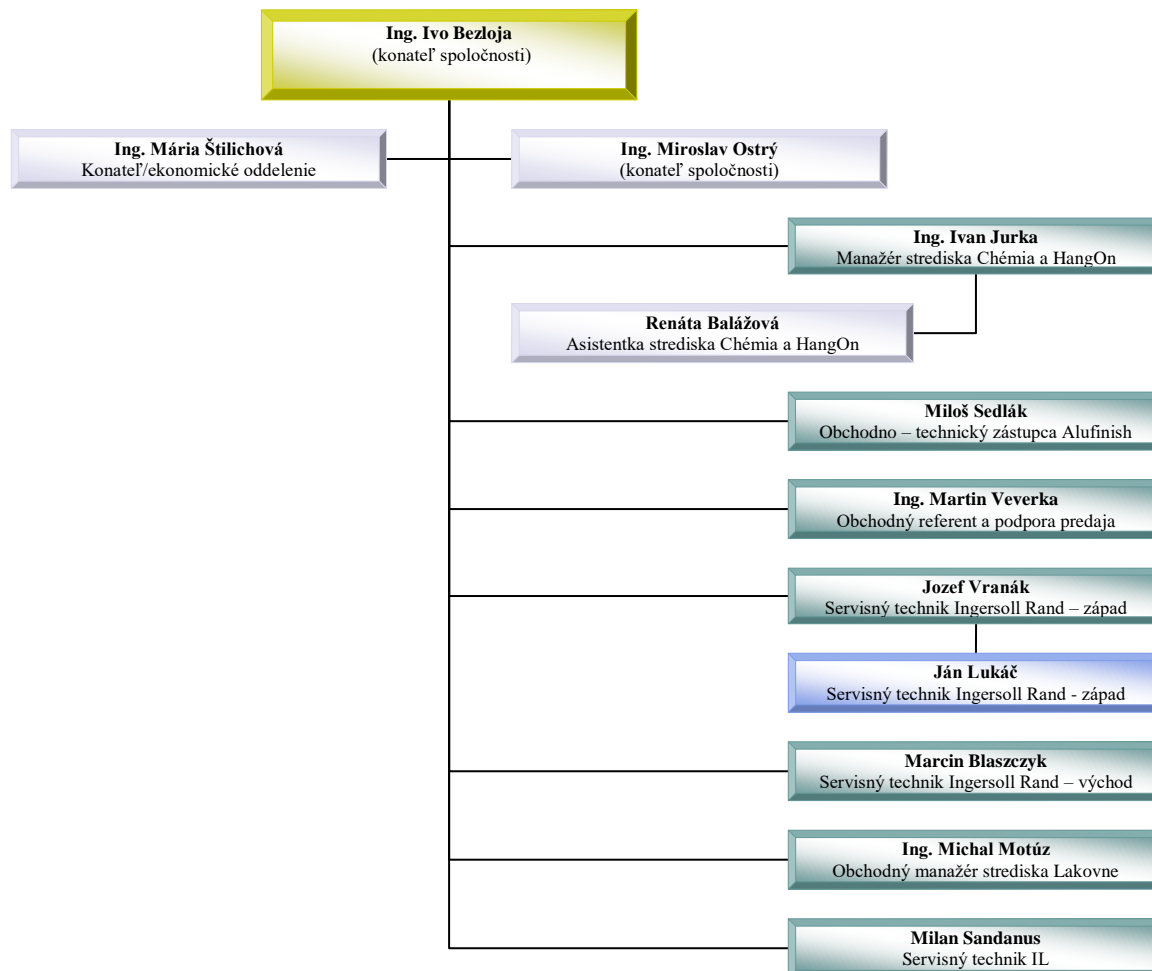 Ing. Ivo Bezloja
(konateľ spoločnosti)
Ing. Mária Štilichová
Konateľ/ekonomické oddelenie
Ing. Miroslav Ostrý
(konateľ spoločnosti)
Ing. Ivan Jurka
Manažér strediska Chémia a HangOn
Renáta Balážová
Asistentka strediska Chémia a HangOn
Miloš Sedlák
Obchodno – technický zástupca Alufinish
Ing. Martin Veverka
Obchodný referent a podpora predaja
Jozef Vranák
Servisný technik Ingersoll Rand – západ
Ján Lukáč
Servisný technik Ingersoll Rand - západ
Marcin Blaszczyk
Servisný technik Ingersoll Rand – východ
Ing. Michal Motúz
Obchodný manažér strediska Lakovne
Milan Sandanus
Servisný technik IL